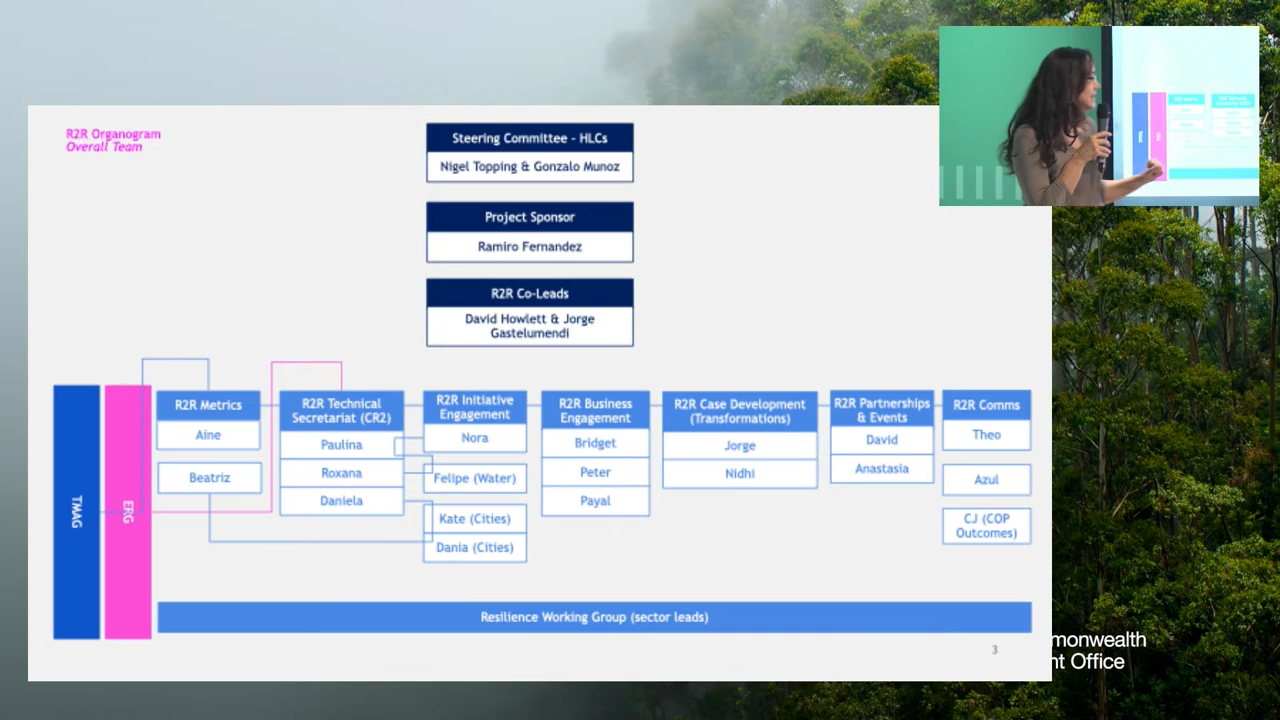 R2R Organogram
Overall Team
Steering Committee - HLCs
Nigel Topping & Gonzalo Munoz
Project Sponsor
Ramiro Fernandez
R2R Co-Leads
David Howlett & Jorge
Gastelumendi
TMAG
ERG
R2R Metrics
Aine
Beatriz
R2R Technical
Secretariat (CR2)
Paulina
Roxana
Daniela
R2R Initiative
Engagement
Nora
Felipe (Water)
Kate (Cities)
Dania (Cities)
R2R Business
Engagement
Bridget
Peter
Payal
R2R Case Development
(Transformations)
Jorge
Nidhi
R2R Partnerships
& Events
David
Anastasia
R2R Comms
Theo
Azul
CJ (COP
Outcomes)
Resilience Working Group (sector leads)
3
monwealth
nt Office